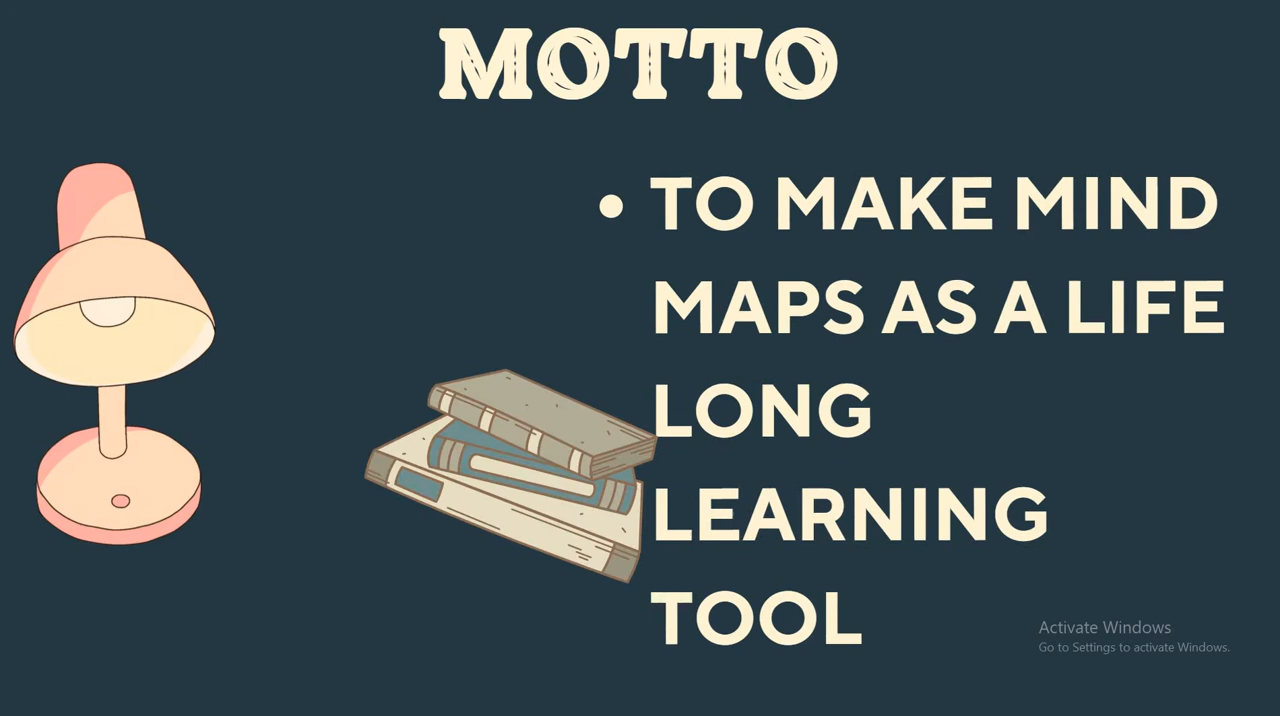 MOTTO
• TO MAKE MIND
MAPS AS A LIFE
LONG
LEARNING
TOOL
Activate Windows
Go to Settings to activate Windows.